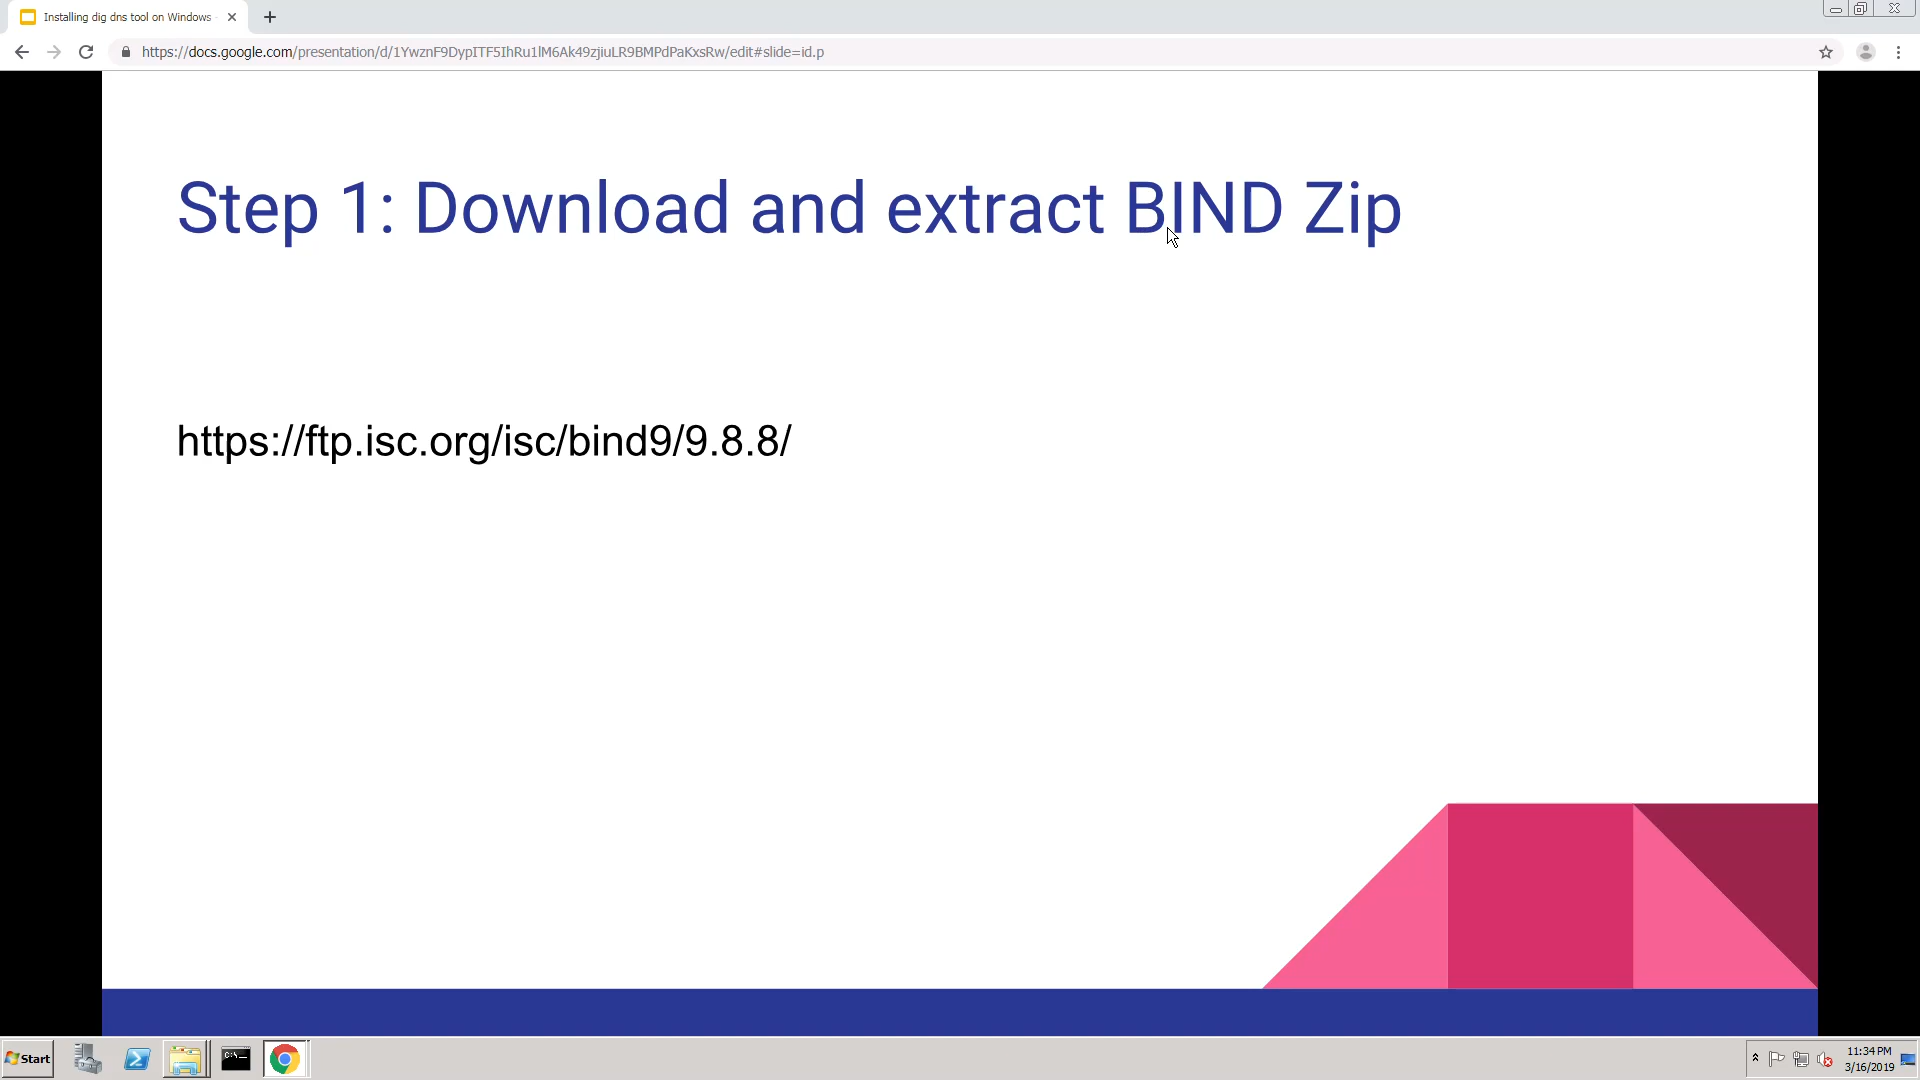 Installing dig dns tool on Windows
https://docs.google.com/presentation/d/1YwznF9DypITF5IhRu1lM6Ak49zjiuLR9BMPdPaKxsRw/edit#slide=id.p
Step 1: Download and extract BIND Zip
https://ftp.isc.org/isc/bind9/9.8.8/
Start
C:\_
11:34 PM
3/16/2019